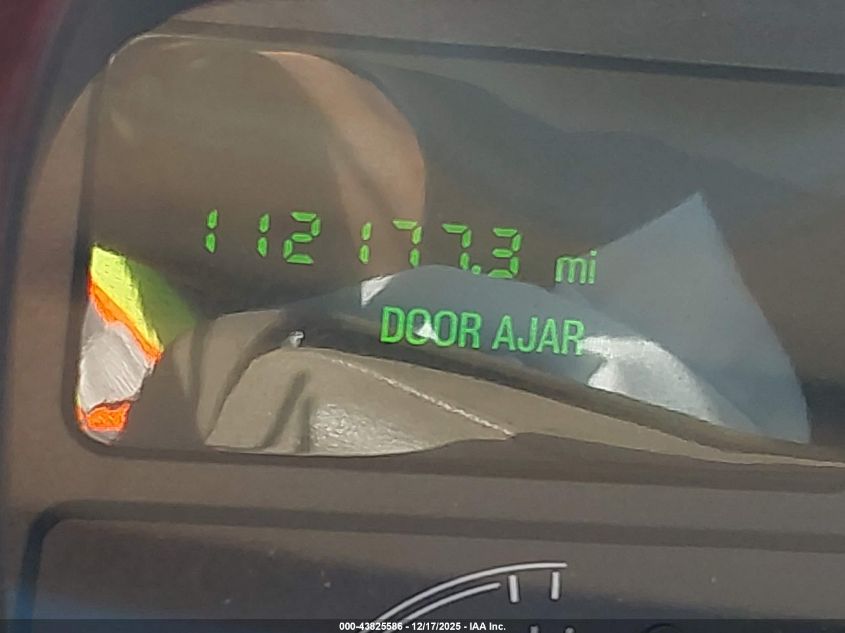 112177.3 mi
DOOR AJAR
000-43825586 - 12/17/2025 - IAA Inc.